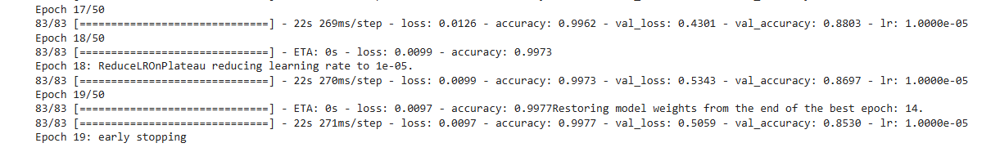 Epoch 17/50
83/83 [==============================] - 22s 269ms/step - loss: 0.0126 - accuracy: 0.9962 - val_loss: 0.4301 - val_accuracy: 0.8803 - lr: 1.0000e-05
Epoch 18/50
83/83 [==============================] - ETA: 0s - loss: 0.0099 - accuracy: 0.9973
Epoch 18: ReduceLROnPlateau reducing learning rate to 1e-05.
83/83 [==============================] - 22s 270ms/step - loss: 0.0099 - accuracy: 0.9973 - val_loss: 0.5343 - val_accuracy: 0.8697 - lr: 1.0000e-05
Epoch 19/50
83/83 [==============================] - ETA: 0s - loss: 0.0097 - accuracy: 0.9977Restoring model weights from the end of the best epoch: 14.
83/83 [==============================] - 22s 271ms/step - loss: 0.0097 - accuracy: 0.9977 - val_loss: 0.5059 - val_accuracy: 0.8530 - lr: 1.0000e-05
Epoch 19: early stopping